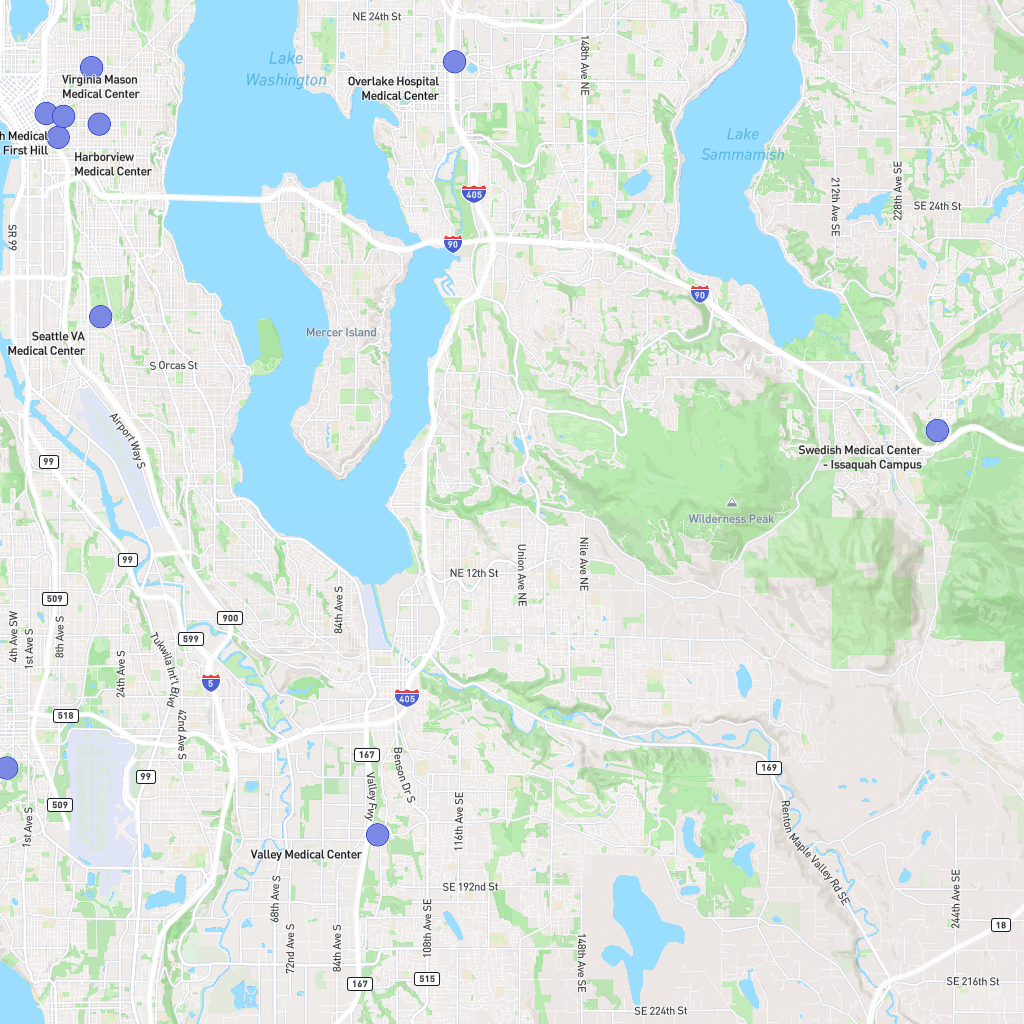 NE 24th St
148th Ave NE
Lake
Washington
Virginia Mason
Medical Center
Overlake Hospital
Medical Center
h Medical
First Hill
Harborview
Medical Center
Lake
Sammamish
405
212th Ave SE
228th Ave SE
SE 24th St
SR 99
90
90
Seattle VA
Medical Center
Mercer Island
S Orcas St
Airport Way S
99
Swedish Medical Center
- Issaquah Campus
Wilderness Peak
99
NE 12th St
Union Ave NE
Nile Ave NE
509
84th Ave S
900
599
4th Ave SW
1st Ave S
8th Ave S
24th Ave S
Tukwila Int'l Blvd
5
405
518
42nd Ave S
167
99
169
Benson Dr S
Valley Fwy
509
1st Ave S
116th Ave SE
Renton Maple Valley Rd SE
Valley Medical Center
SE 192nd St
68th Ave S
108th Ave SE
244th Ave SE
72nd Ave S
84th Ave S
148th Ave SE
18
515
167
SE 216th St
SE 224th St